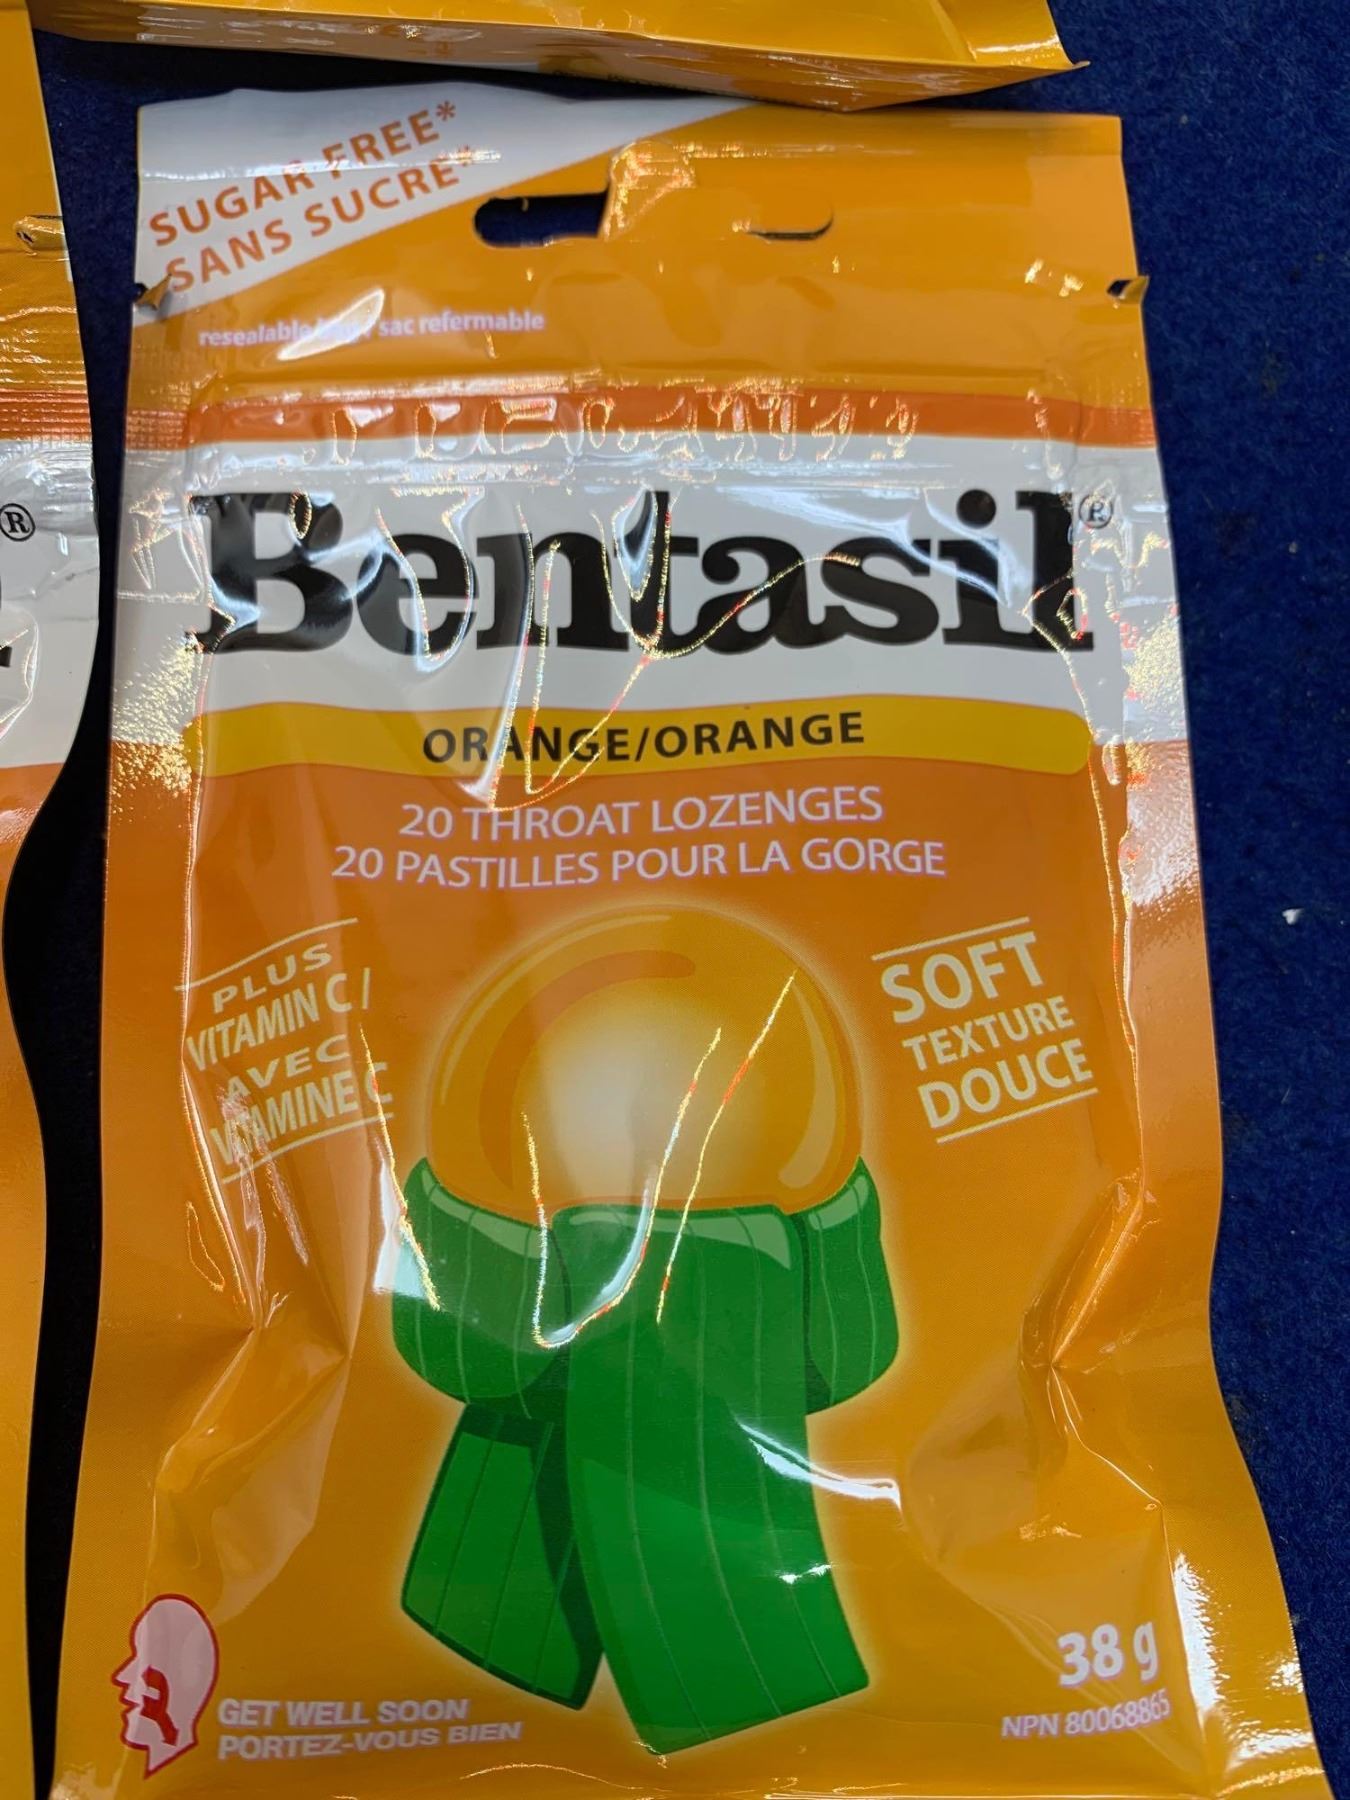 SUGAR FREE*
SANS SUCRE*
resealable sac refermable
Bentasil®
®
ORANGE/ORANGE
20 THROAT LOZENGES
20 PASTILLES POUR LA GORGE
PLUS
VITAMIN C /
AVEC
VITAMINE C
SOFT
TEXTURE
DOUCE
38 g
NPN 80068865
GET WELL SOON
PORTEZ-VOUS BIEN